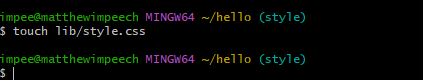 impee@matthewimpeech MINGW64 ~/hello (style)
$ touch lib/style.css
impee@matthewimpeech MINGW64 ~/hello (style)
$